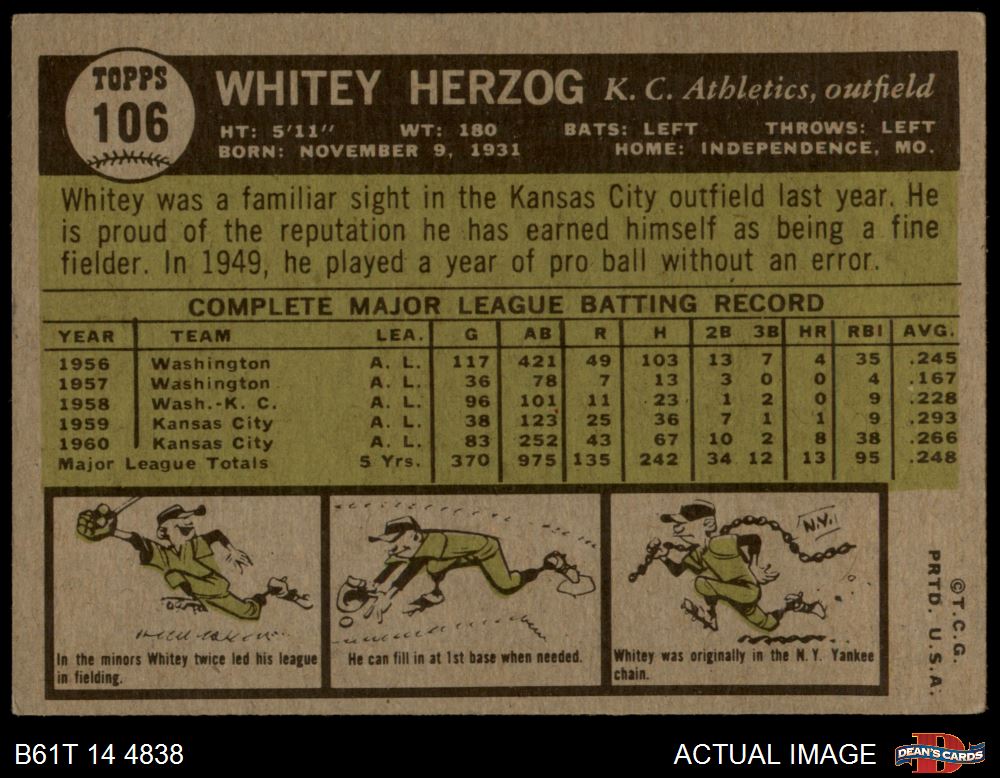 TOPPS
106
WHITEY HERZOG K. C. Athletics, outfield
HT: 5'11" WT: 180 BATS: LEFT THROWS: LEFT
BORN: NOVEMBER 9, 1931 HOME: INDEPENDENCE, MO.
Whitey was a familiar sight in the Kansas City outfield last year. He
is proud of the reputation he has earned himself as being a fine
fielder. In 1949, he played a year of pro ball without an error.
COMPLETE MAJOR LEAGUE BATTING RECORD
YEAR TEAM LEA. G AB R H 2B 3B HR RBI AVG.
1956 Washington A. L. 117 421 49 103 13 7 4 35 .245
1957 Washington A. L. 36 78 7 13 3 0 0 4 .167
1958 Wash.-K. C. A. L. 96 101 11 23 1 2 0 9 .228
1959 Kansas City A. L. 38 123 25 36 7 1 1 9 .293
1960 Kansas City A. L. 83 252 43 67 10 2 8 38 .266
Major League Totals 5 Yrs. 370 975 135 242 34 12 13 95 .248
In the minors Whitey twice led his league
in fielding.
He can fill in at 1st base when needed.
N.Y.
Whitey was originally in the N.Y. Yankee
chain.
©T.C.G.
PRTD. U.S.A.
B61T 14 4838
ACTUAL IMAGE
D
DEAN'S CARDS